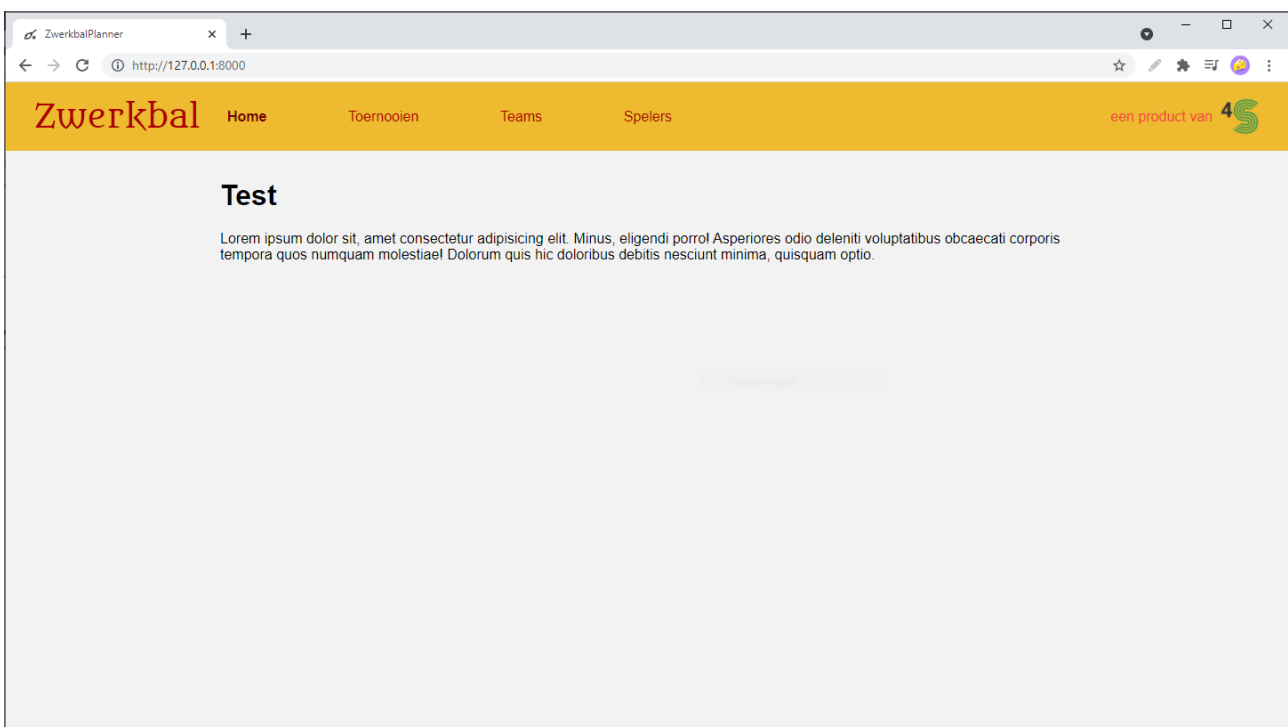 ZwerkbalPlanner
http://127.0.0.1:8000
Zwerkbal Home Toernooien Teams Spelers een product van 4S
Test
Lorem ipsum dolor sit, amet consectetur adipisicing elit. Minus, eligendi porro! Asperiores odio deleniti voluptatibus obcaecati corporis
tempora quos numquam molestiae! Dolorum quis hic doloribus debitis nesciunt minima, quisquam optio.